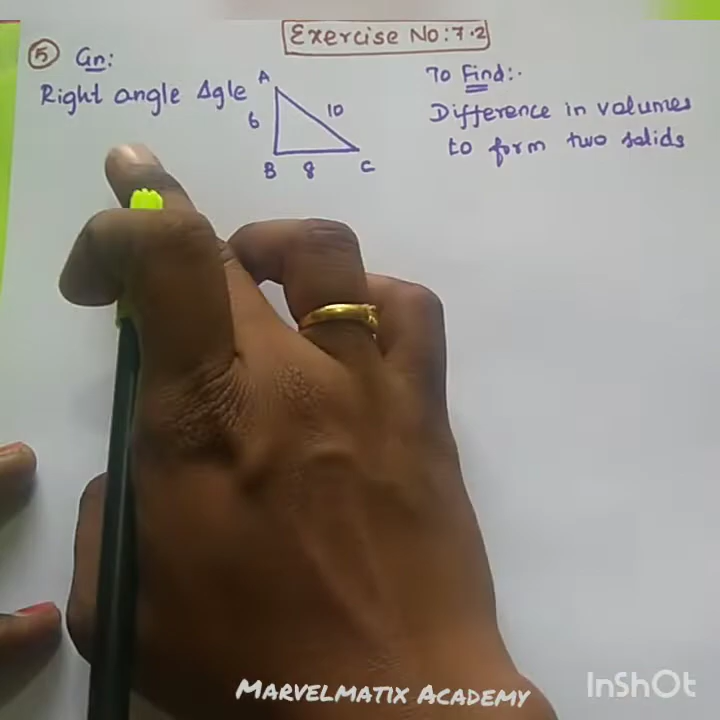 Exercise No: 7.2
5 Gn:
Right angle Δgle
A
6
10
B
8
C
To Find:-
Difference in volumes
to form two solids
MARVELMATIX ACADEMY
InShOt